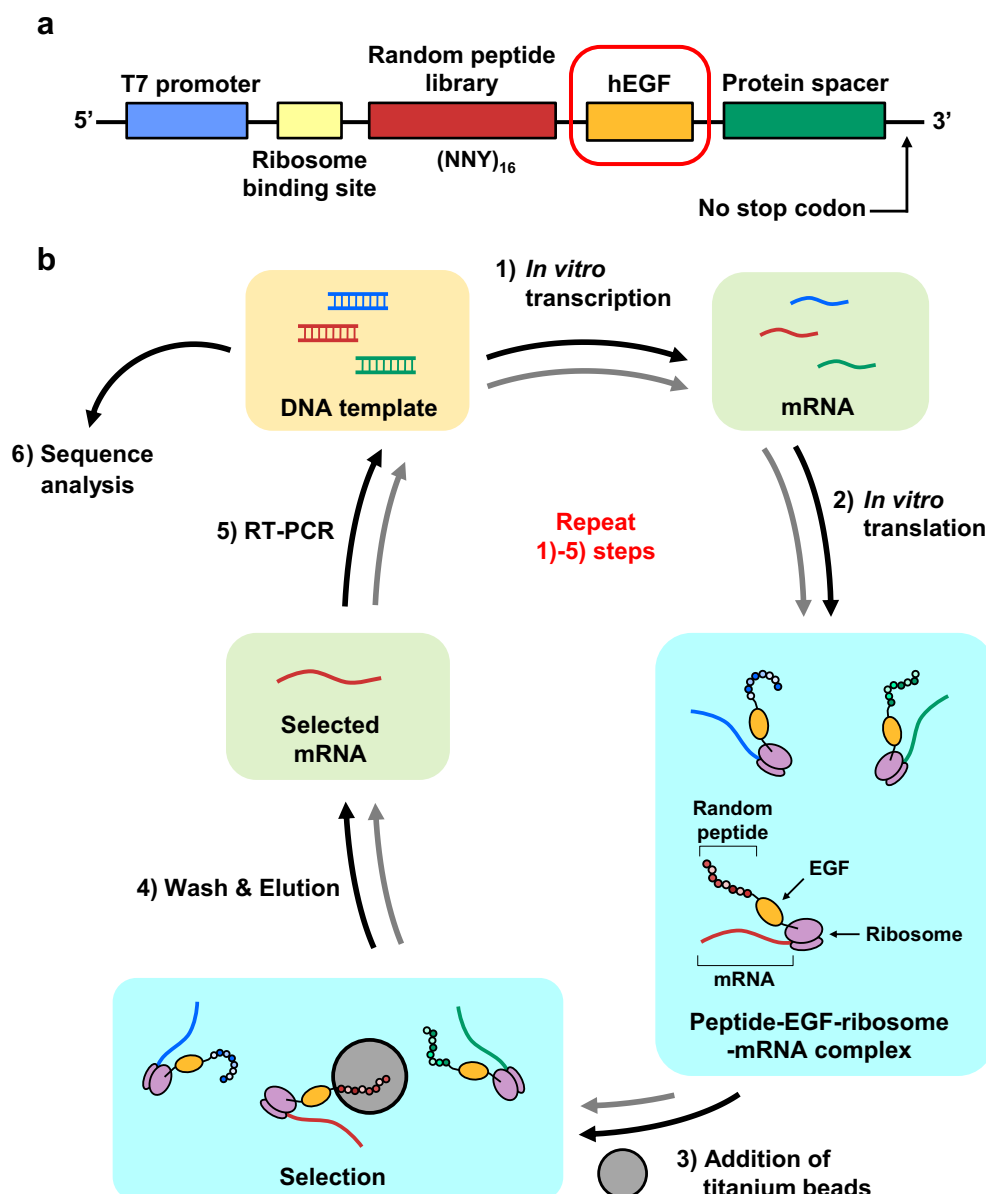 a
T7 promoter
Random peptide
library
hEGF
Protein spacer
5’
3’
Ribosome
binding site
(NNY)16
No stop codon
b
1) In vitro
transcription
DNA template
mRNA
6) Sequence
analysis
5) RT-PCR
Repeat
1)-5) steps
2) In vitro
translation
Selected
mRNA
Random
peptide
EGF
Ribosome
mRNA
4) Wash & Elution
Peptide-EGF-ribosome
-mRNA complex
Selection
3) Addition of
titanium beads